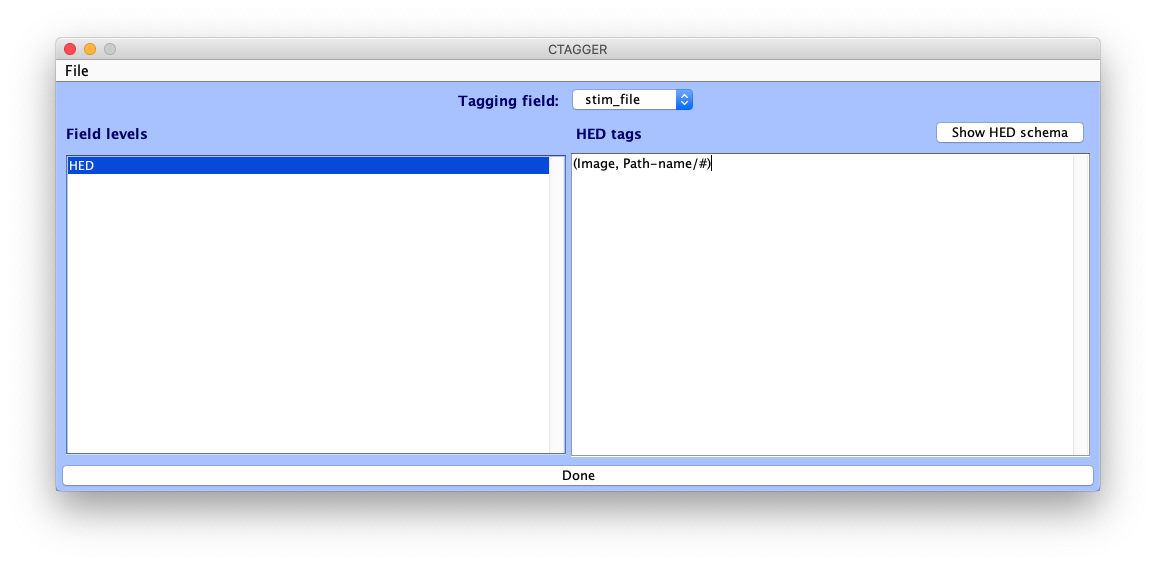 CTAGGER
File
Tagging field: stim_file
Field levels
HED tags
Show HED schema
HED
(Image, Path-name/#)
Done